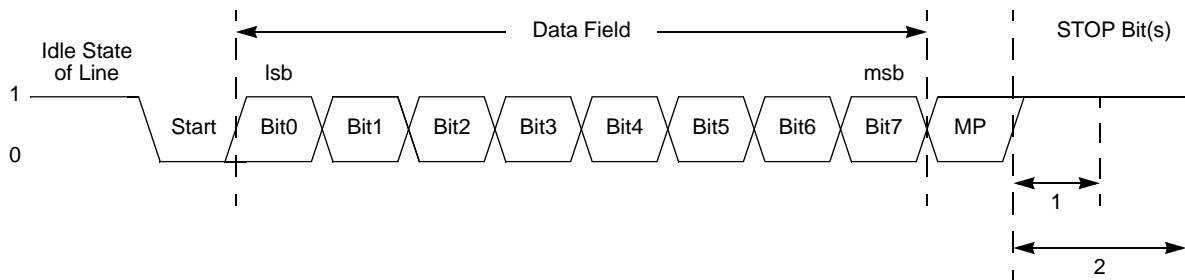 Data Field
STOP Bit(s)
Idle State
of Line
lsb
msb
1
Start
Bit0
Bit1
Bit2
Bit3
Bit4
Bit5
Bit6
Bit7
MP
0
1
2